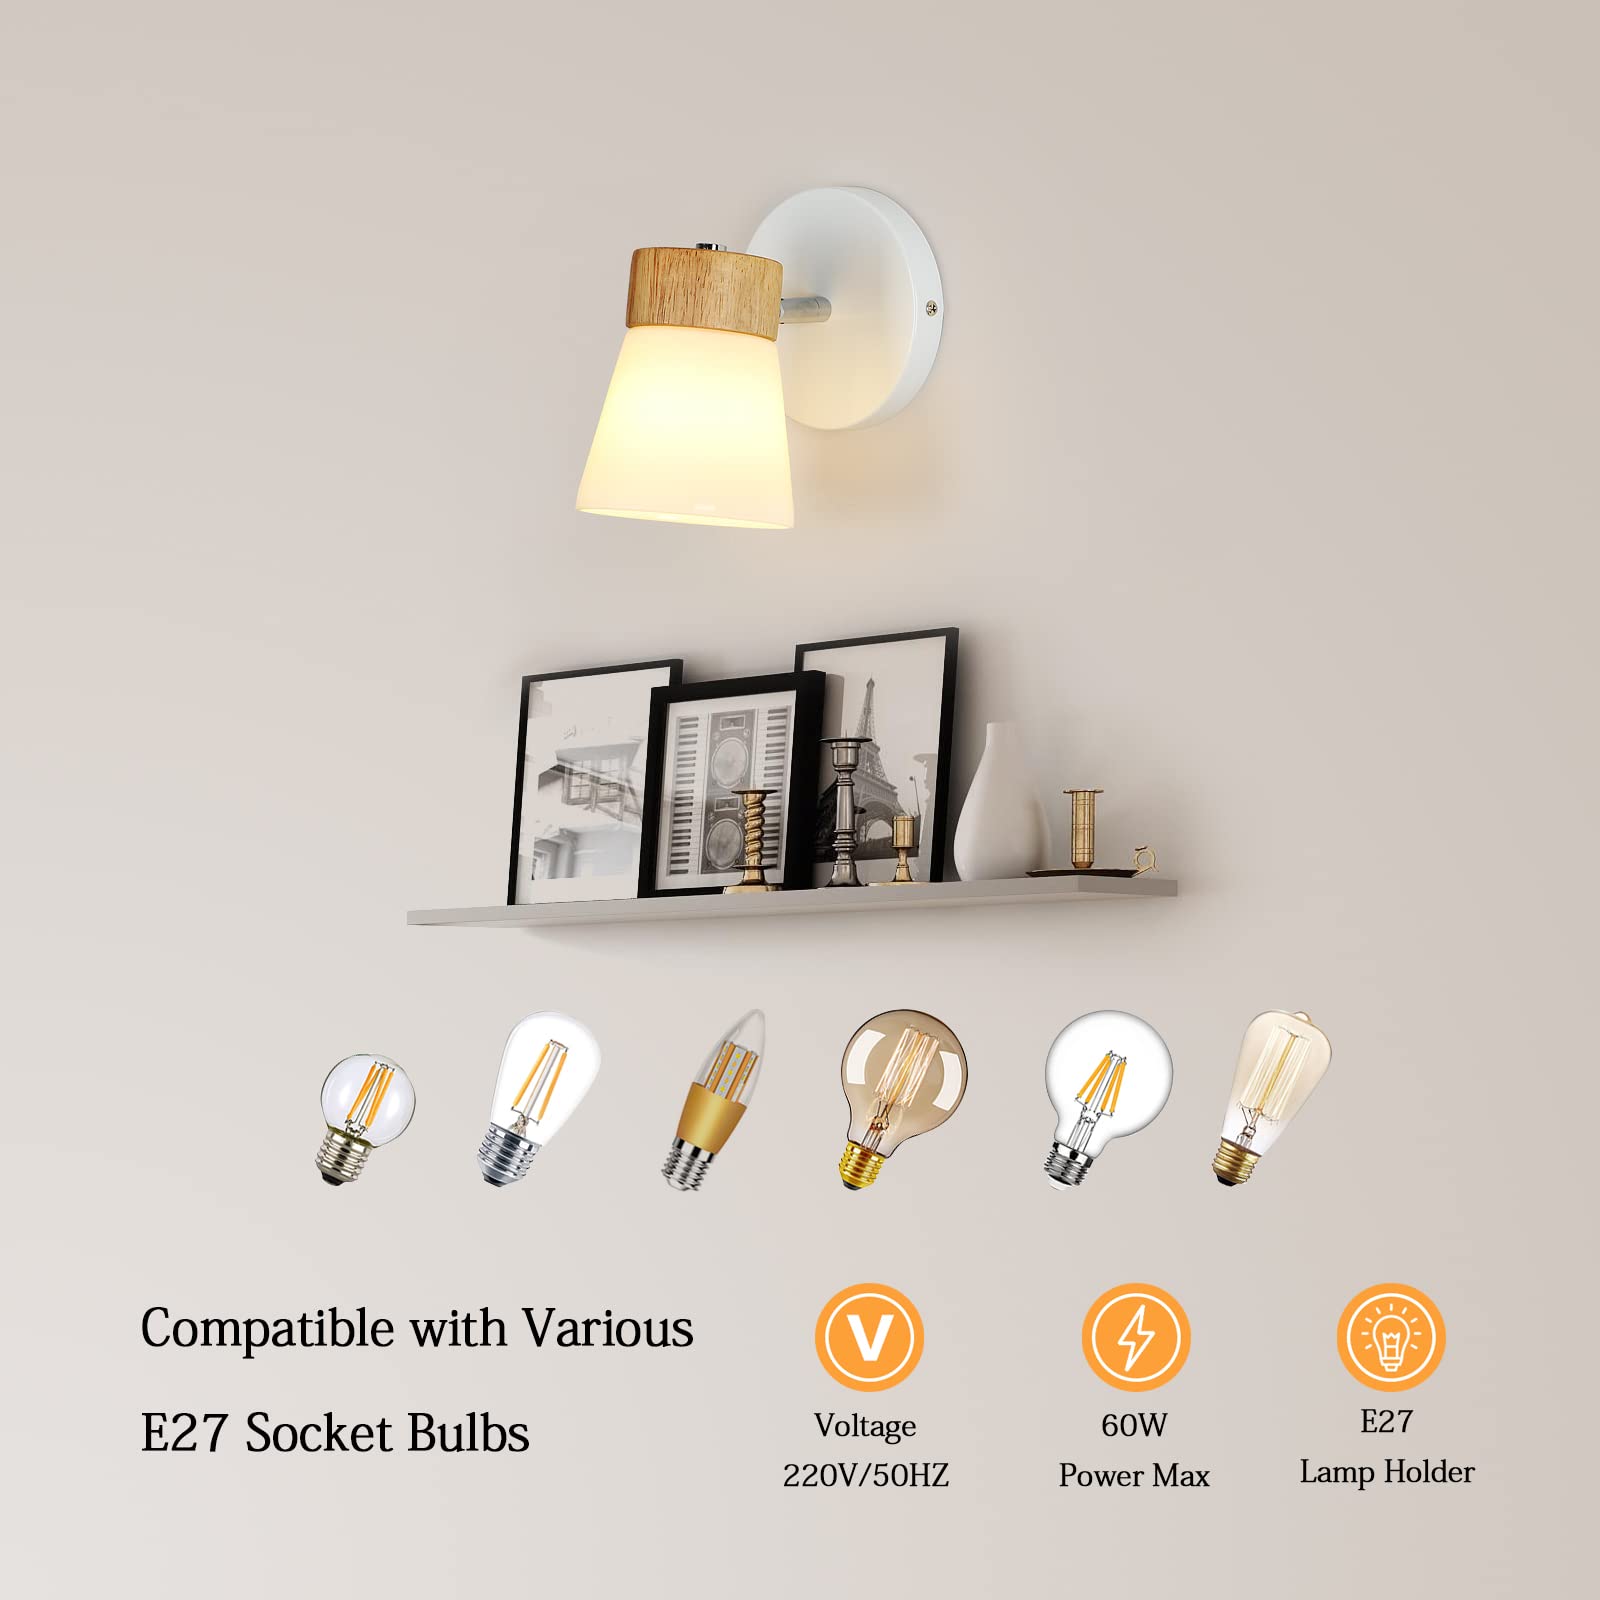 Compatible with Various
E27 Socket Bulbs
V
Voltage
220V/50HZ
60W
Power Max
E27
Lamp Holder